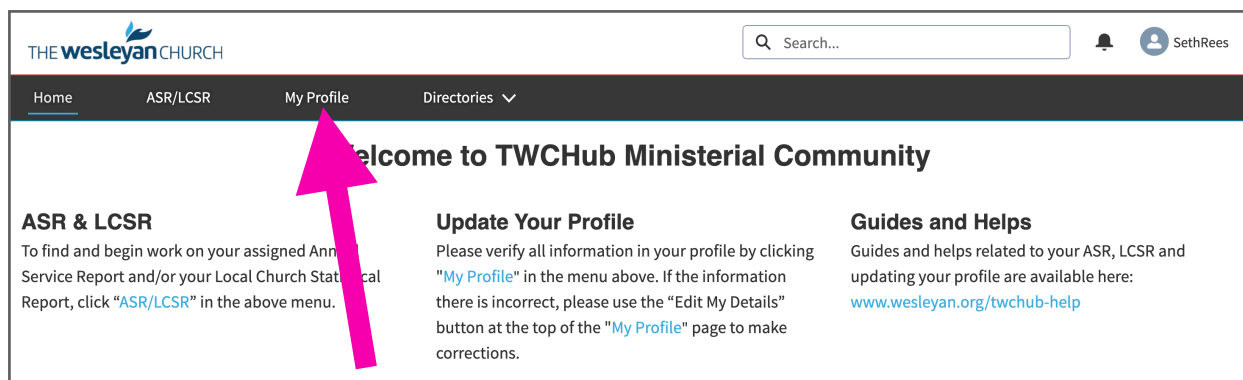 THE wesleyan CHURCH
Search...
SethRees
Home ASR/LCSR My Profile Directories
elcome to TWCHub Ministerial Community
ASR & LCSR
To find and begin work on your assigned
Service Report and/or your Local Church
Report, click “ASR/LCSR” in the above menu.
Update Your Profile
Please verify all information in your profile by clicking
"My Profile" in the menu above. If the information
there is incorrect, please use the “Edit My Details”
button at the top of the "My Profile" page to make
corrections.
Guides and Helps
Guides and helps related to your ASR, LCSR and
updating your profile are available here:
www.wesleyan.org/twchub-help